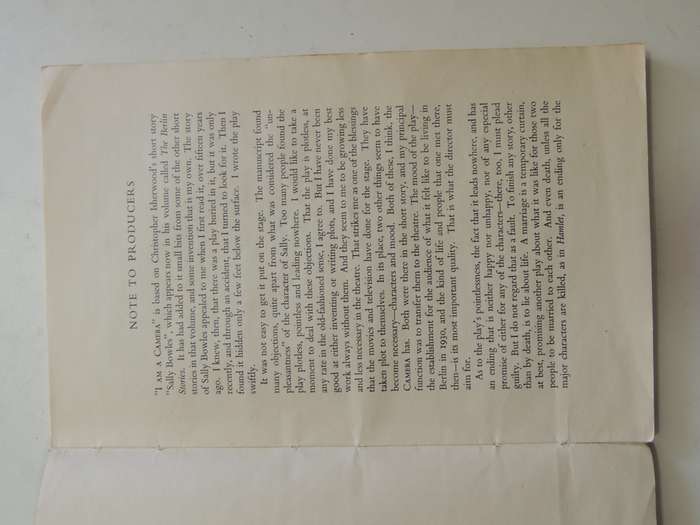 NOTE TO PRODUCERS
"I AM A CAMERA" is based on Christopher Isherwood's short story
"Sally Bowles", which appears now in his volume called The Berlin
Stories. It has had added to it small bits from some of the other short
stories in that volume, and some invention that is my own. The story
of Sally Bowles appealed to me when I first read it, over fifteen years
ago. I knew, then, that there was a play buried in it, but it was only
recently, and through an accident, that I turned to look for it. Then I
found it hidden only a few feet below the surface. I wrote the play
swiftly.
It was not easy to get it put on the stage. The manuscript found
many objections, quite apart from what was considered the "un-
pleasantness" of the character of Sally. Too many people found the
play plotless, pointless and leading nowhere. I would like to take a
moment to deal with these objections. That the play is plotless, at
any rate in the old-fashioned sense, I agree to. But I have never been
good at either inventing or writing plots, and I have done my best
work always without them. And they seem to me to be growing less
and less necessary in the theatre. That strikes me as one of the blessings
that the movies and television have done for the stage. They have
taken plot to themselves. In its place, two other things seem to have
become necessary—character and mood. Both of these, I think, the
CAMERA has. Both were there in the short story, and my principal
function was to transfer them to the theatre. The mood of the play—
the establishment for the audience of what it felt like to be living in
Berlin in 1930, and the kind of life and people that one met there,
then—is its most important quality. That is what the director must
aim for.
As to the play's pointlessness, the fact that it leads nowhere, and has
an ending that is neither happy nor unhappy, nor of any especial
promise of either for any of the characters—there, too, I must plead
guilty. But I do not regard that as a fault. To finish any story, other
than by death, is to lie about life. A marriage is a temporary curtain,
at best, promising another play about what it was like for those two
people to be married to each other. And even death, unless all the
major characters are killed, as in Hamlet, is an ending only for the